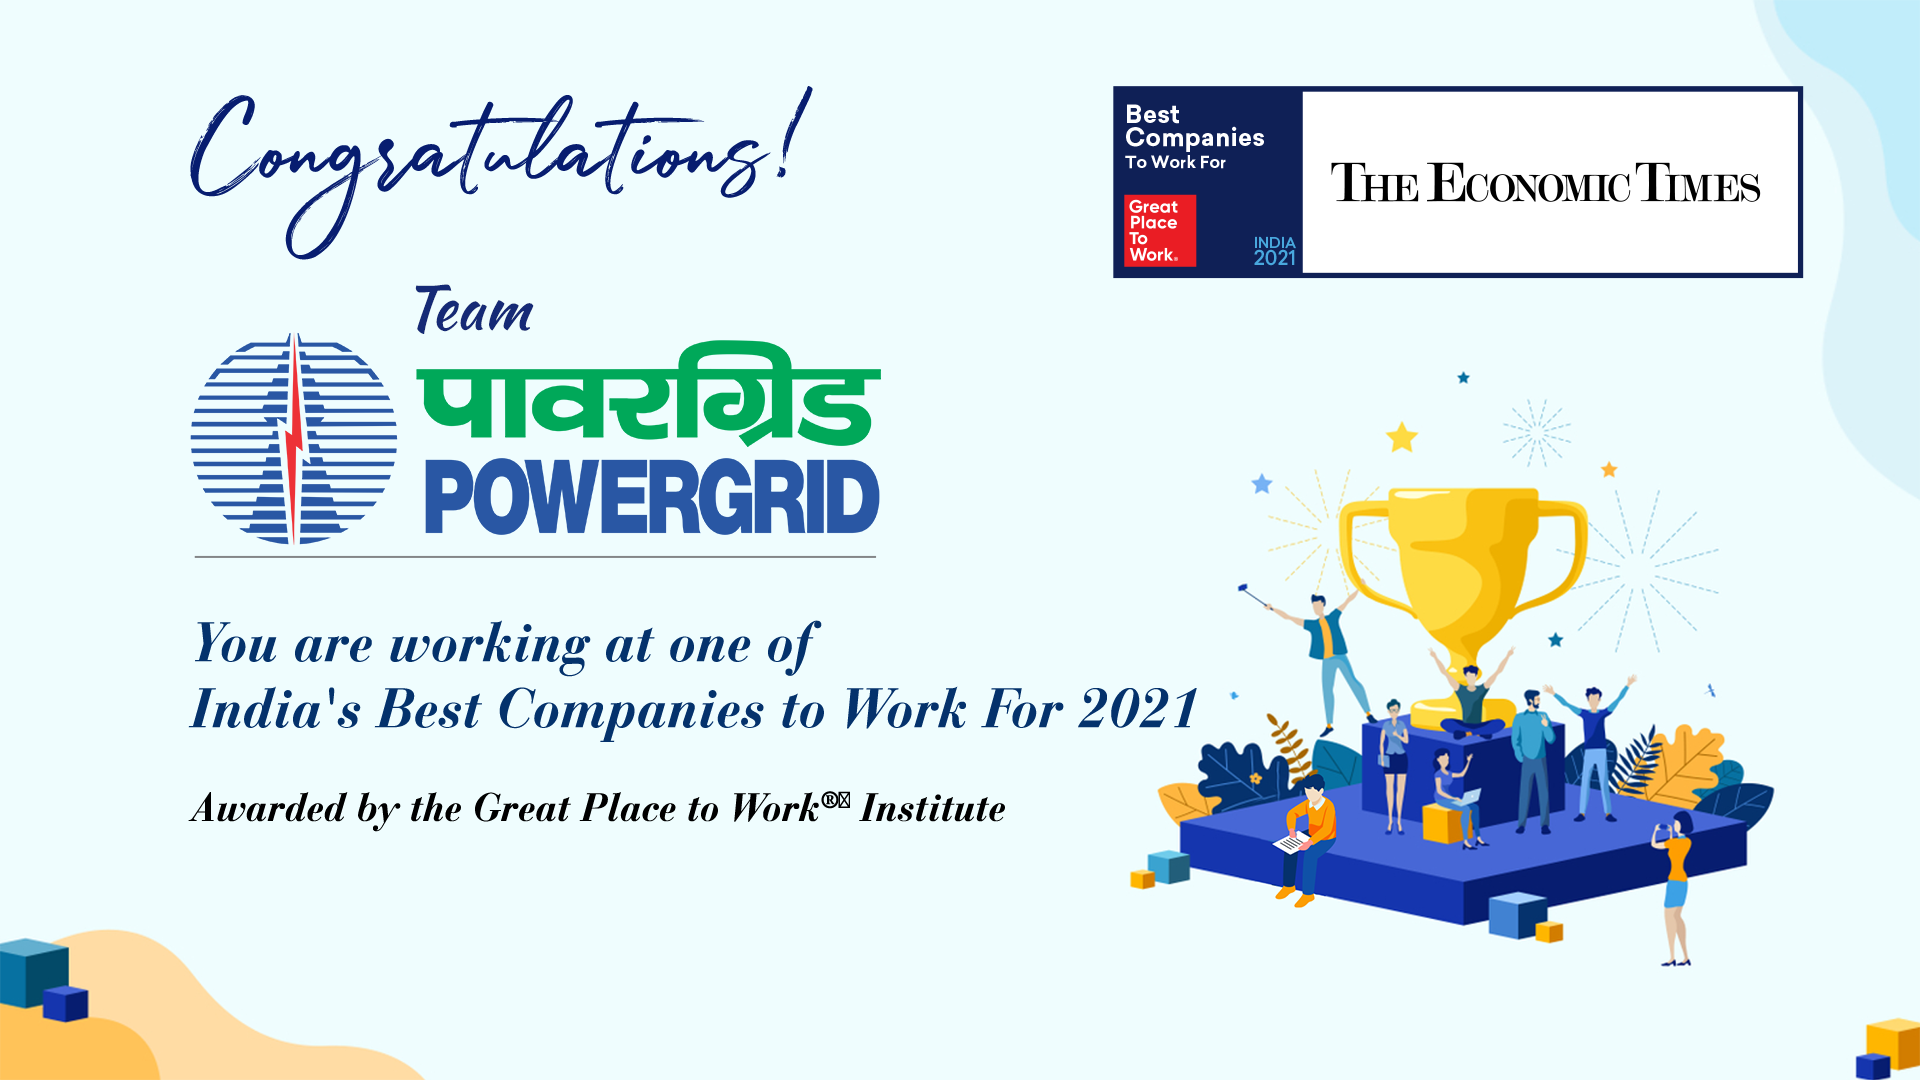 Congratulations!
Team
पावरग्रिड
POWERGRID
You are working at one of
India's Best Companies to Work For 2021
Awarded by the Great Place to Work® Institute
Best
Companies
To Work For
Great
Place
To
Work.
INDIA
2021
THE ECONOMIC TIMES